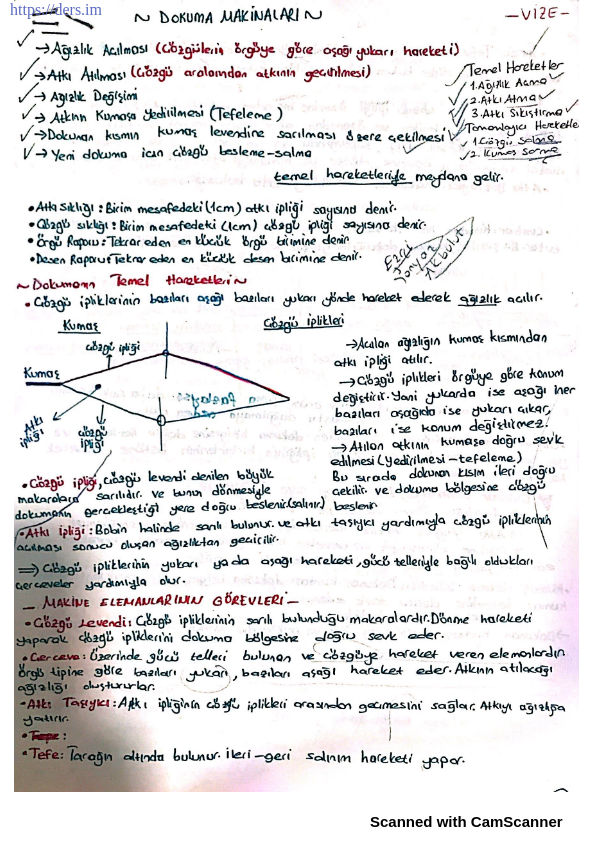 https://ders.im
~ DOKUMA MAKİNALARI ~
- VİZE -
→ Ağızlık Açılması (Çözgülerin örgüye göre aşağı yukarı hareketi)
→ Atkı Atılması (Çözgü aralarından atkının geçirilmesi)
→ Ağızlık Değişimi
→ Atkının Kumaşa Yedirilmesi (Tefeleme)
→ Dokunan kısmın kumaş levendine sarılması üzere çekilmesi
→ Yeni dokuma için çözgü besleme-salma
Temel Hareketler
1. Ağızlık Açma
2. Atkı Atma
3. Atkı Sıkıştırma
Tamamlayıcı Hareketler
1. Çözgü Salma
2. Kumaş Sarma
temel hareketleriyle meydana gelir.
• Atkı Sıklığı: Birim mesafedeki (1cm) atkı ipliği sayısına denir.
• Çözgü sıklığı: Birim mesafedeki (1cm) çözgü ipliği sayısına denir.
• Örgü Raporu: Tekrar eden en küçük örgü birimine denir
• Desen Raporu: Tekrar eden en küçük desen birimine denir.
Ezgi
Akbulut
~ Dokumanın Temel Hareketleri ~
• Çözgü ipliklerinin bazıları aşağı bazıları yukarı yönde hareket ederek ağızlık açılır.
Kumaş
Çözgü iplikleri
çözgü ipliği
Kumaş
Atkı ipliği
çözgü ipliği
→ Açılan ağızlığın kumaş kısmından
atkı ipliği atılır.
→ Çözgü iplikleri örgüye göre konum
değiştirir. Yani yukarda ise aşağı iner
bazıları aşağıda ise yukarı çıkar,
bazıları ise konum değiştirmez!
→ Atılan atkının kumaşa doğru sevk
edilmesi (yedirilmesi - tefeleme)
Bu sırada dokunan kısım ileri doğru
çekilir. ve dokuma bölgesine çözgü
beslenir
• Çözgü ipliği, çözgü levendi denilen büyük
makaralara sarılıdır. ve bunun dönmesiyle
dokumanın gerçekleştiği yere doğru beslenir. (salınır)
• Atkı ipliği: Bobin halinde sarılı bulunur. ve atkı taşıyıcı yardımıyla çözgü ipliklerinin
açılması sonucu oluşan ağızlıktan geçirilir.
⇒ Çözgü ipliklerinin yukarı ya da aşağı hareketi, gücü telleriyle bağlı oldukları
çerçeveler yardımıyla olur.
- MAKİNE ELEMANLARININ GÖREVLERİ -
• Çözgü Levendi: Çözgü ipliklerinin sarılı bulunduğu makaralardır. Dönme hareketi
yaparak çözgü ipliklerini dokuma bölgesine doğru sevk eder.
• Çerçeve: Üzerinde gücü telleri bulunan ve çözgüye hareket veren elemanlardır.
Örgü tipine göre bazıları yukarı, bazıları aşağı hareket eder. Atkının atılacağı
ağızlığı oluştururlar.
• Atkı Taşıyıcı: Atkı ipliğinin çözgü iplikleri arasından geçmesini sağlar. Atkıyı ağızlığa
yatırır.
• Tefe: Tarağın altında bulunur. ileri-geri salınım hareketi yapar.
Scanned with CamScanner